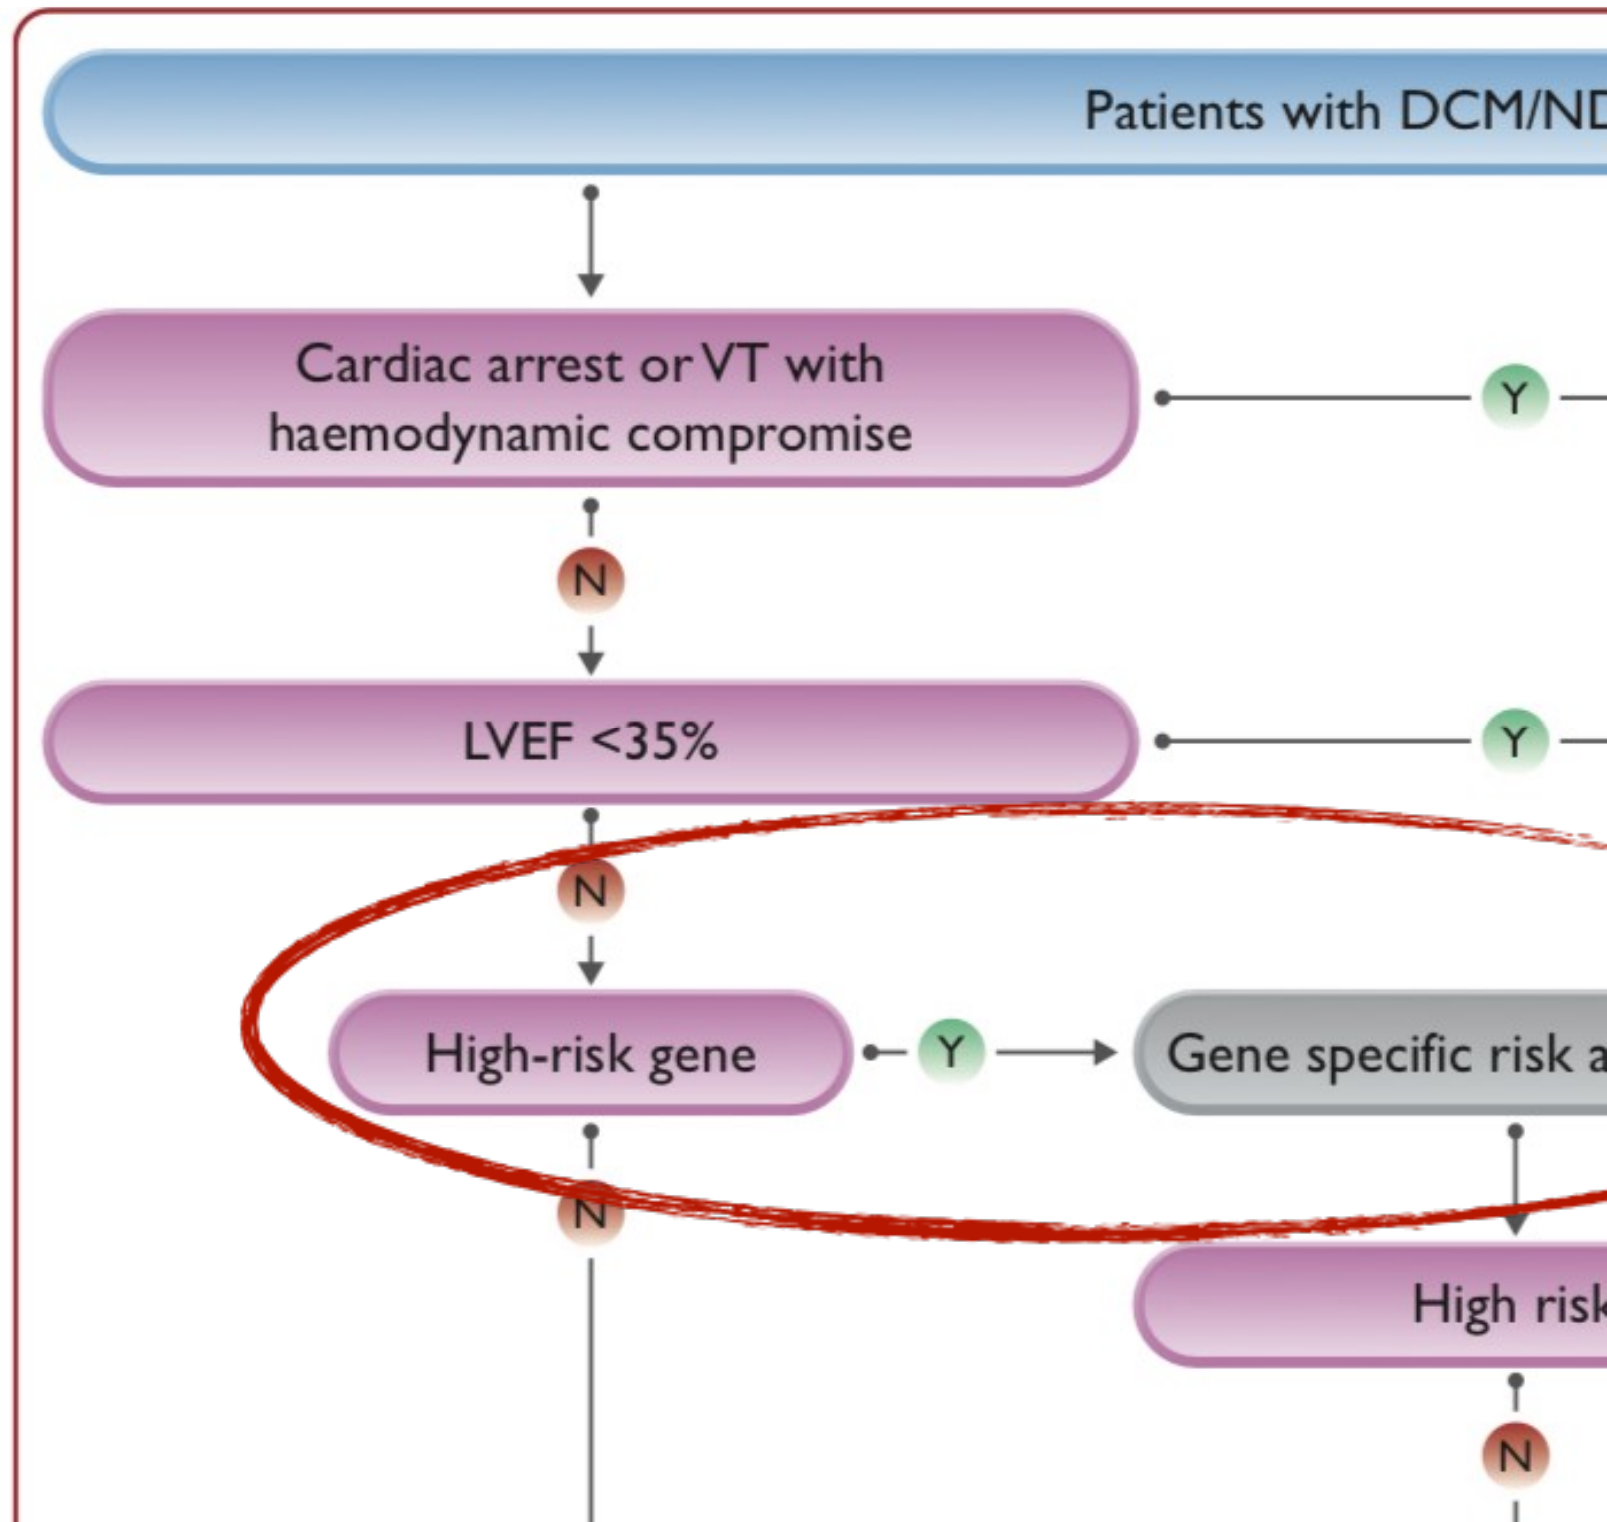 Patients with DCM/ND
Cardiac arrest or VT with
haemodynamic compromise
Y
N
LVEF <35%
Y
N
High-risk gene
Y
Gene specific risk a
N
High risk
N